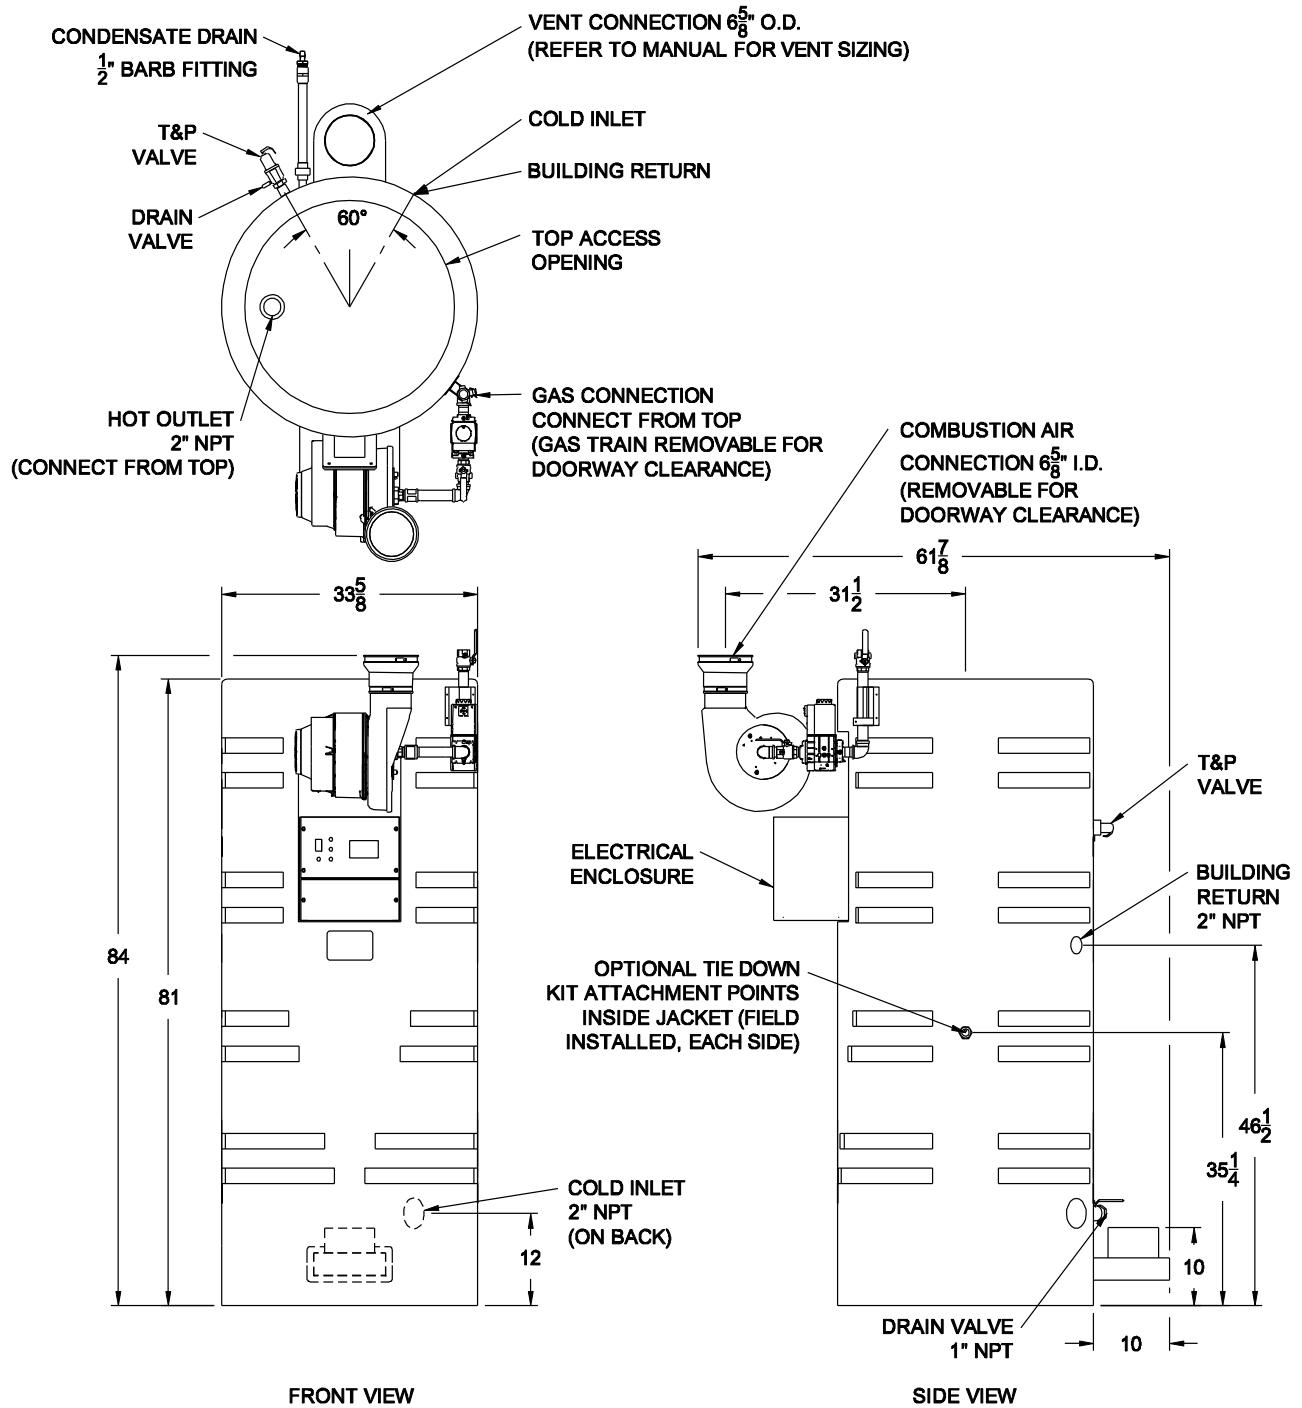 CONDENSATE DRAIN
1/2" BARB FITTING
VENT CONNECTION 6 5/8" O.D.
(REFER TO MANUAL FOR VENT SIZING)
T&P
VALVE
COLD INLET
BUILDING RETURN
DRAIN
VALVE
60°
TOP ACCESS
OPENING
HOT OUTLET
2" NPT
(CONNECT FROM TOP)
GAS CONNECTION
CONNECT FROM TOP
(GAS TRAIN REMOVABLE FOR
DOORWAY CLEARANCE)
COMBUSTION AIR
CONNECTION 6 5/8" I.D.
(REMOVABLE FOR
DOORWAY CLEARANCE)
61 7/8
33 5/8
31 1/2
T&P
VALVE
ELECTRICAL
ENCLOSURE
BUILDING
RETURN
2" NPT
84
81
OPTIONAL TIE DOWN
KIT ATTACHMENT POINTS
INSIDE JACKET (FIELD
INSTALLED, EACH SIDE)
46 1/2
35 1/4
COLD INLET
2" NPT
(ON BACK)
12
10
DRAIN VALVE
1" NPT
10
FRONT VIEW
SIDE VIEW